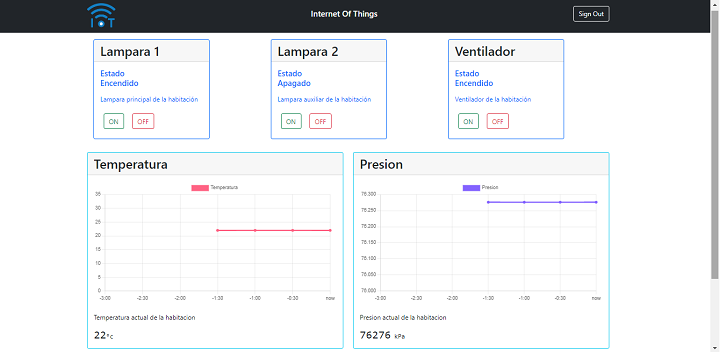 IOT
Internet Of Things
Sign Out
Lampara 1
Estado
Encendido
Lampara principal de la habitación
ON OFF
Lampara 2
Estado
Apagado
Lampara auxiliar de la habitación
ON OFF
Ventilador
Estado
Encendido
Ventilador de la habitación
ON OFF
Temperatura
Temperatura
35
30
25
20
15
10
5
0
-3:00 -2:30 -2:00 -1:30 -1:00 -0:30 now
Temperatura actual de la habitacion
22°c
Presion
Presion
76.300
76.250
76.200
76.150
76.100
76.050
76.000
-3:00 -2:30 -2:00 -1:30 -1:00 -0:30 now
Presion actual de la habitacion
76276 kPa